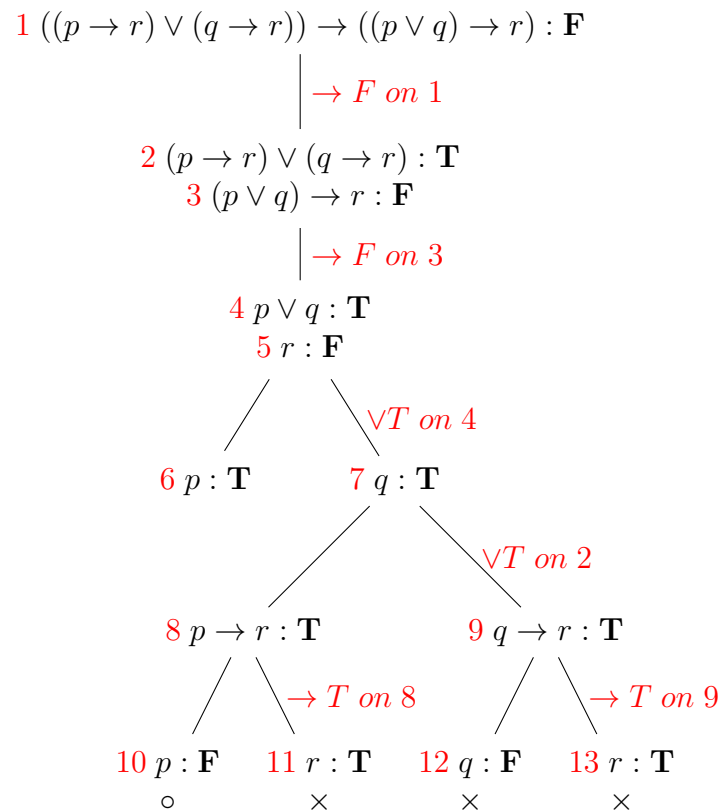 1 ((p → r) ∨ (q → r)) → ((p ∨ q) → r) : F
→ F on 1
2 (p → r) ∨ (q → r) : T
3 (p ∨ q) → r : F
→ F on 3
4 p ∨ q : T
5 r : F
∨T on 4
6 p : T 7 q : T
∨T on 2
8 p → r : T 9 q → r : T
→ T on 8 → T on 9
10 p : F 11 r : T 12 q : F 13 r : T
∘ × × ×